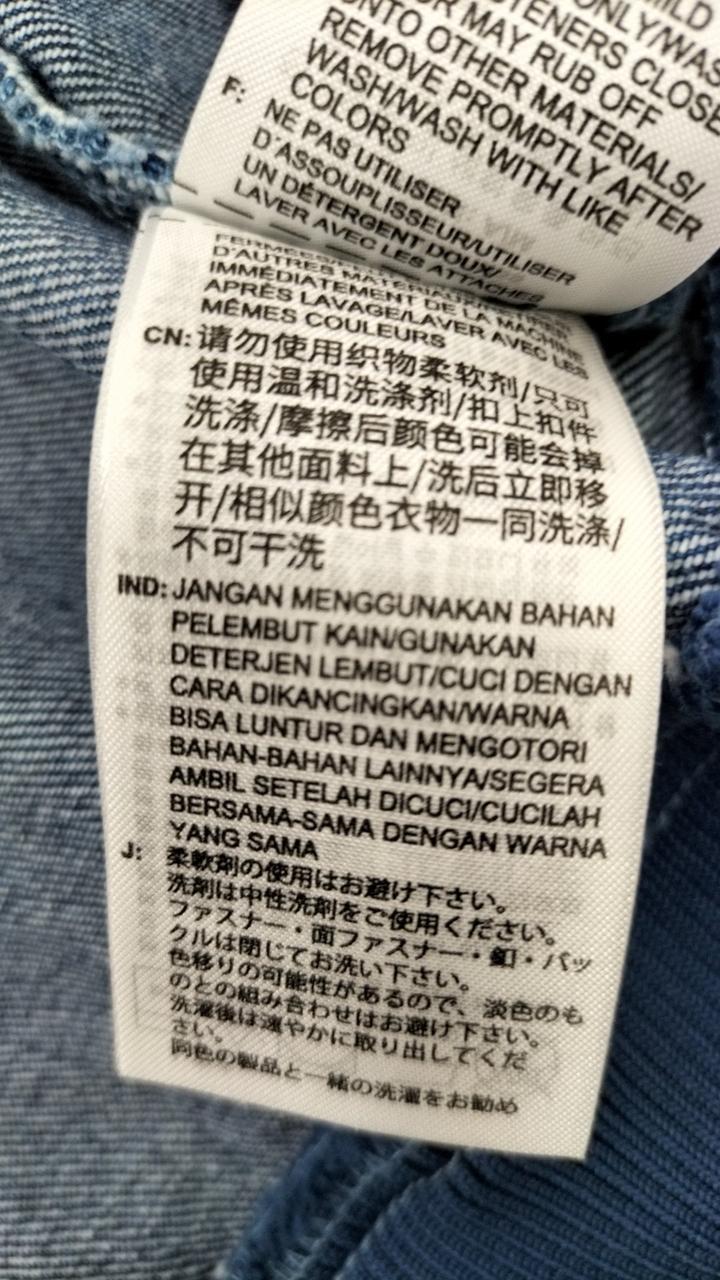 ONLY/WAS
STENERS CLOSE
OR MAY RUB OFF
ONTO OTHER MATERIALS/
REMOVE PROMPTLY AFTER
WASH/WASH WITH LIKE
COLORS
F: NE PAS UTILISER
D'ASSOUPLISSEUR/UTILISER
UN DÉTERGENT DOUX/
LAVER AVEC LES ATTACHES
D'AUTRES
IMMÉDIATEMENT DE LA MACHINE
APRÈS LAVAGE/LAVER AVEC LES
MÊMES COULEURS
CN: 请勿使用织物柔软剂/只可
使用温和洗涤剂/扣上扣件
洗涤/摩擦后颜色可能会掉
在其他面料上/洗后立即移
开/相似颜色衣物一同洗涤/
不可干洗
IND: JANGAN MENGGUNAKAN BAHAN
PELEMBUT KAIN/GUNAKAN
DETERJEN LEMBUT/CUCI DENGAN
CARA DIKANCINGKAN/WARNA
BISA LUNTUR DAN MENGOTORI
BAHAN-BAHAN LAINNYA/SEGERA
AMBIL SETELAH DICUCI/CUCILAH
BERSAMA-SAMA DENGAN WARNA
YANG SAMA
J: 柔軟剤の使用はお避け下さい。
洗剤は中性洗剤をご使用ください。
ファスナー・面ファスナー・釦・バッ
クルは閉じてお洗い下さい。
色移りの可能性があるので、淡色のも
のとの組み合わせはお避け下さい。
洗濯後は速やかに取り出してくだ
さい。
同色の製品と一緒の洗濯をお勧め